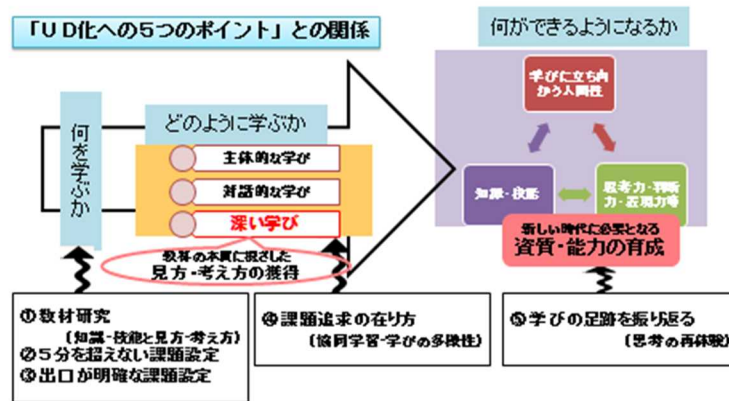 「UD化への5つのポイント」との関係
何ができるようになるか
学びに立ち向
かう人間性
知識・技能
思考力・判断
力・表現力等
新しい時代に必要となる
資質・能力の育成
何を学ぶか
どのように学ぶか
主体的な学び
対話的な学び
深い学び
教材の本質に根ざした
見方・考え方の獲得
①教材研究
(知識・技能と見方・考え方)
②5分を超えない課題設定
③出口が明確な課題設定
④課題追求の在り方
(協同学習・学びの多様性)
⑤学びの足跡を振り返る
(思考の再体験)